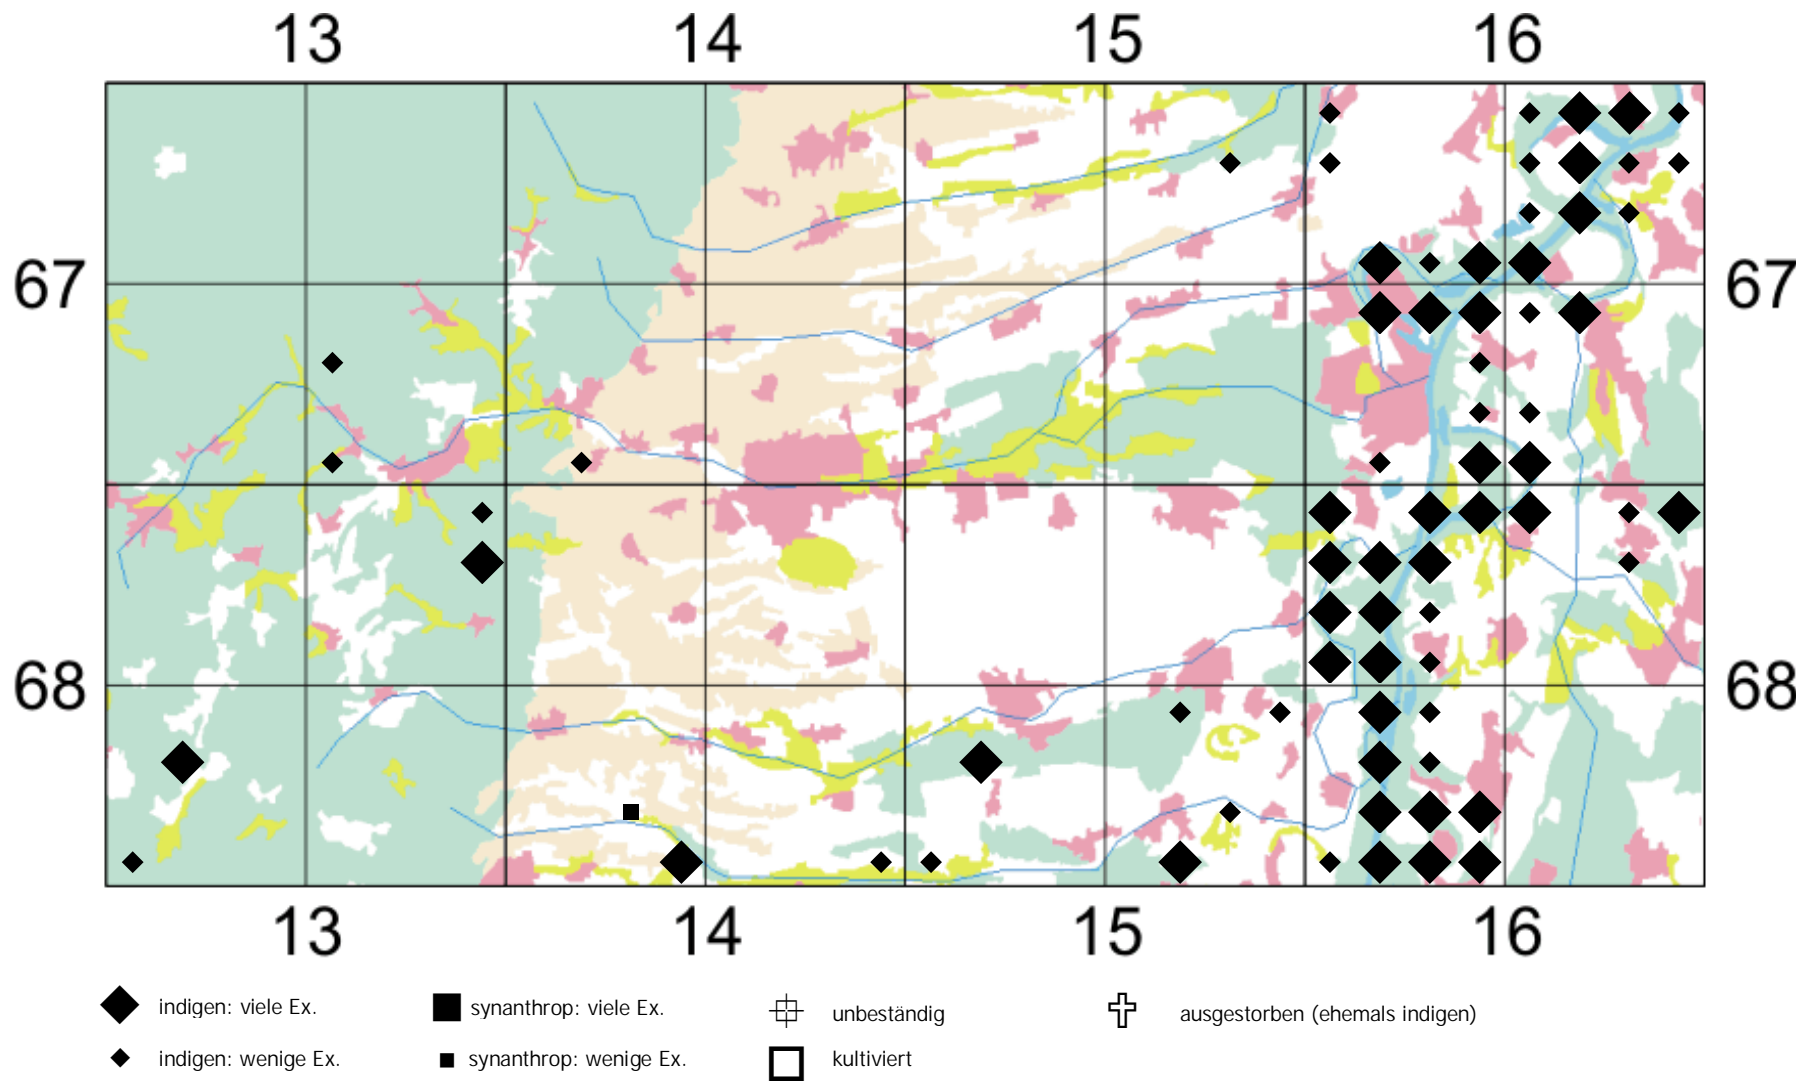 13 14 15 16
67 67
68 68
13 14 15 16
indigen: viele Ex. synanthrop: viele Ex. unbeständig ausgestorben (ehemals indigen)
indigen: wenige Ex. synanthrop: wenige Ex. kultiviert